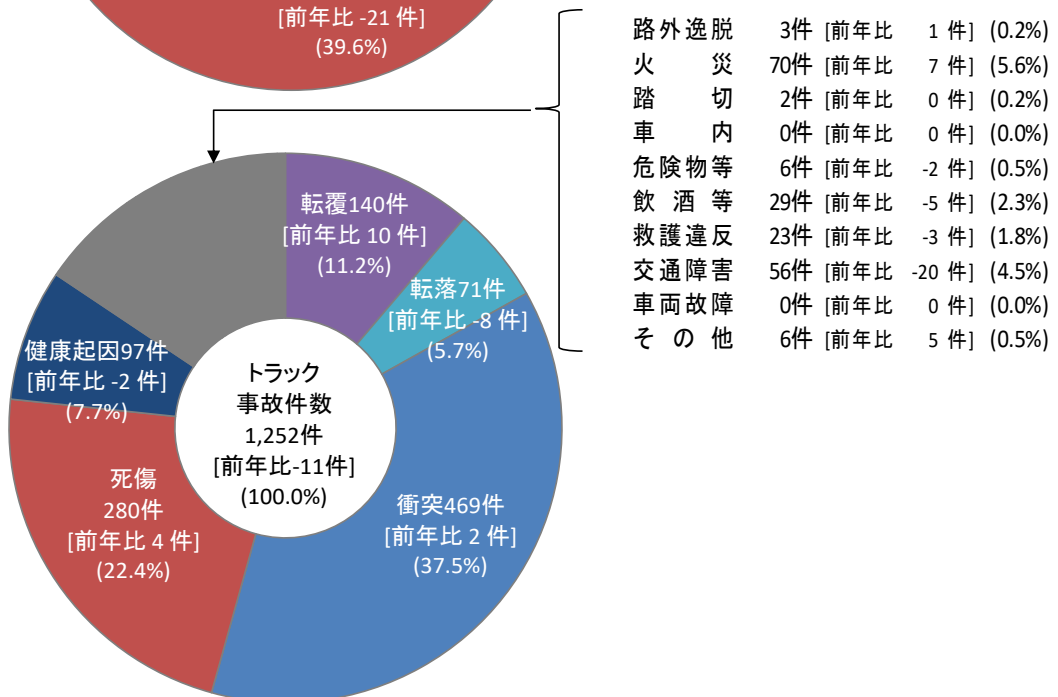 [前年比 -21 件]
(39.6%)
路外逸脱 3件 [前年比 1 件] (0.2%)
火 災 70件 [前年比 7 件] (5.6%)
踏 切 2件 [前年比 0 件] (0.2%)
車 内 0件 [前年比 0 件] (0.0%)
危険物等 6件 [前年比 -2 件] (0.5%)
飲 酒 等 29件 [前年比 -5 件] (2.3%)
救護違反 23件 [前年比 -3 件] (1.8%)
交通障害 56件 [前年比 -20 件] (4.5%)
車両故障 0件 [前年比 0 件] (0.0%)
そ の 他 6件 [前年比 5 件] (0.5%)
転覆140件
[前年比 10 件]
(11.2%)
転落71件
[前年比 -8 件]
(5.7%)
健康起因97件
[前年比 -2 件]
(7.7%)
トラック
事故件数
1,252件
[前年比-11件]
(100.0%)
死傷
280件
[前年比 4 件]
(22.4%)
衝突469件
[前年比 2 件]
(37.5%)